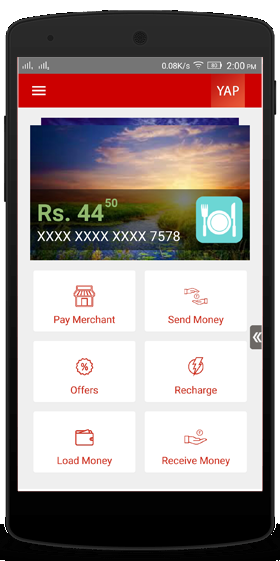 0.08K/s 2:00 PM
YAP
Rs. 44 50
XXXX XXXX XXXX 7578
Pay Merchant
Send Money
Offers
Recharge
Load Money
Receive Money